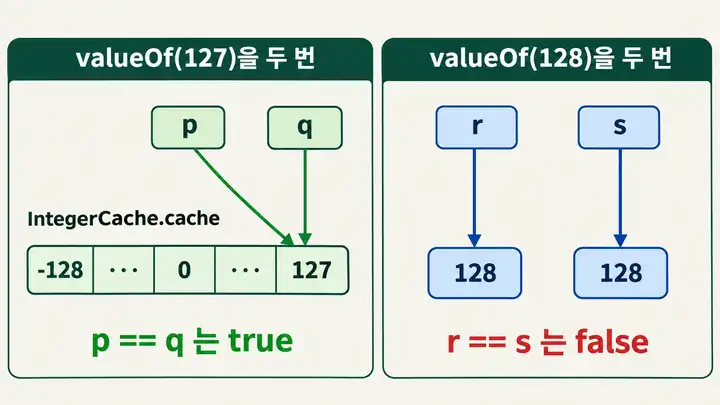 valueOf(127)을 두 번
p
q
IntegerCache.cache
-128 ··· 0 ··· 127
p == q 는 true
valueOf(128)을 두 번
r
s
128
128
r == s 는 false